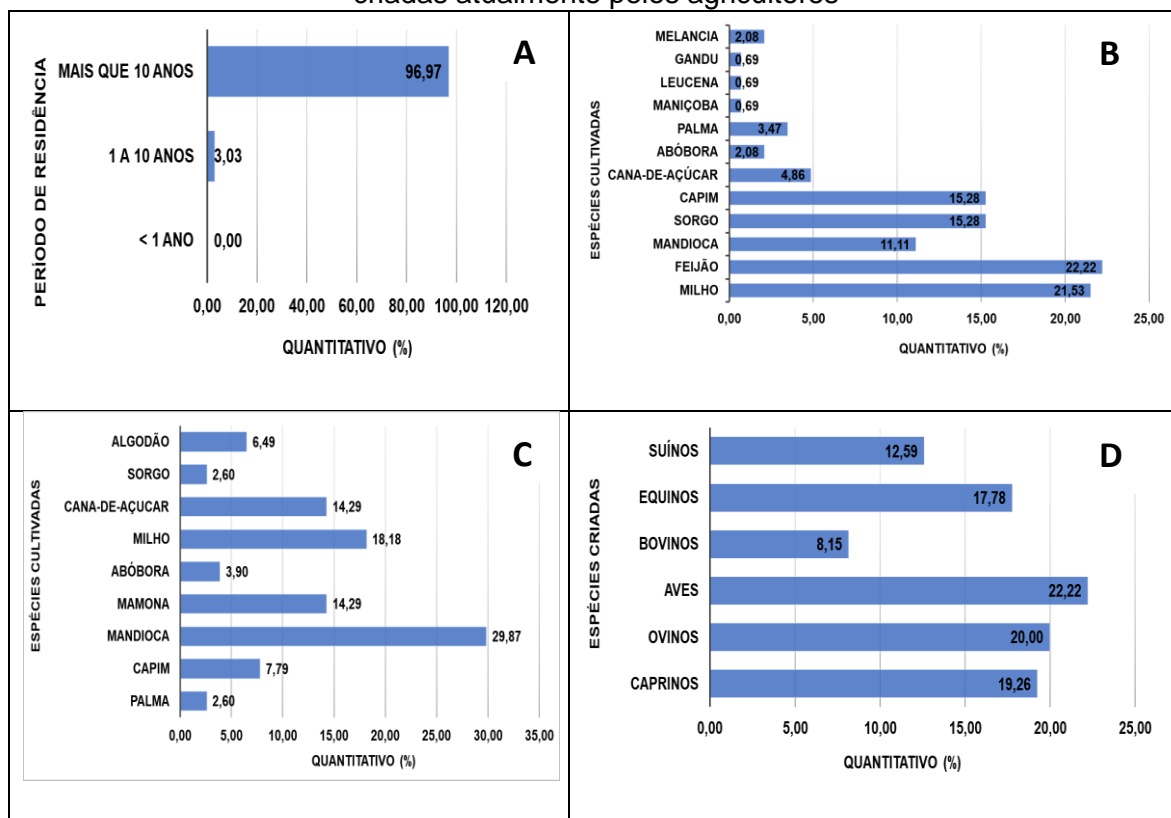 criadas atualmente pelos agricultores
A
PERÍODO DE RESIDÊNCIA
MAIS QUE 10 ANOS 96,97
1 A 10 ANOS 3,03
< 1 ANO 0,00
0,00 20,00 40,00 60,00 80,00 100,00 120,00
QUANTITATIVO (%)
B
ESPÉCIES CULTIVADAS
MELANCIA 2,08
GANDU 0,69
LEUCENA 0,69
MANIÇOBA 0,69
PALMA 3,47
ABÓBORA 2,08
CANA-DE-AÇÚCAR 4,86
CAPIM 15,28
SORGO 15,28
MANDIOCA 11,11
FEIJÃO 22,22
MILHO 21,53
0,00 5,00 10,00 15,00 20,00 25,00
QUANTITATIVO (%)
C
ESPÉCIES CULTIVADAS
ALGODÃO 6,49
SORGO 2,60
CANA-DE-AÇUCAR 14,29
MILHO 18,18
ABÓBORA 3,90
MAMONA 14,29
MANDIOCA 29,87
CAPIM 7,79
PALMA 2,60
0,00 5,00 10,00 15,00 20,00 25,00 30,00 35,00
QUANTITATIVO (%)
D
ESPÉCIES CRIADAS
SUÍNOS 12,59
EQUINOS 17,78
BOVINOS 8,15
AVES 22,22
OVINOS 20,00
CAPRINOS 19,26
0,00 5,00 10,00 15,00 20,00 25,00
QUANTITATIVO (%)